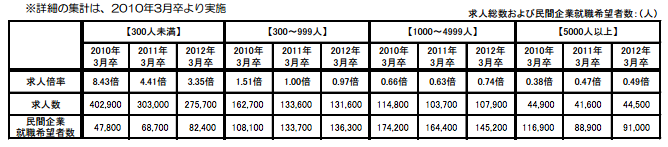 ※詳細の集計は、2010年3月卒より実施
求人総数および民間企業就職希望者数：（人）
【300人未満】 【300～999人】 【1000～4999人】 【5000人以上】
2010年 2011年 2012年 2010年 2011年 2012年 2010年 2011年 2012年 2010年 2011年 2012年
3月卒 3月卒 3月卒 3月卒 3月卒 3月卒 3月卒 3月卒 3月卒 3月卒 3月卒 3月卒
求人倍率 8.43倍 4.41倍 3.35倍 1.51倍 1.00倍 0.97倍 0.66倍 0.63倍 0.74倍 0.38倍 0.47倍 0.49倍
求人数 402,900 303,000 275,700 162,700 133,600 131,600 114,800 103,700 107,900 44,900 41,600 44,500
民間企業
就職希望者数 47,800 68,700 82,400 108,100 133,700 136,300 174,200 164,400 145,200 116,900 88,900 91,000